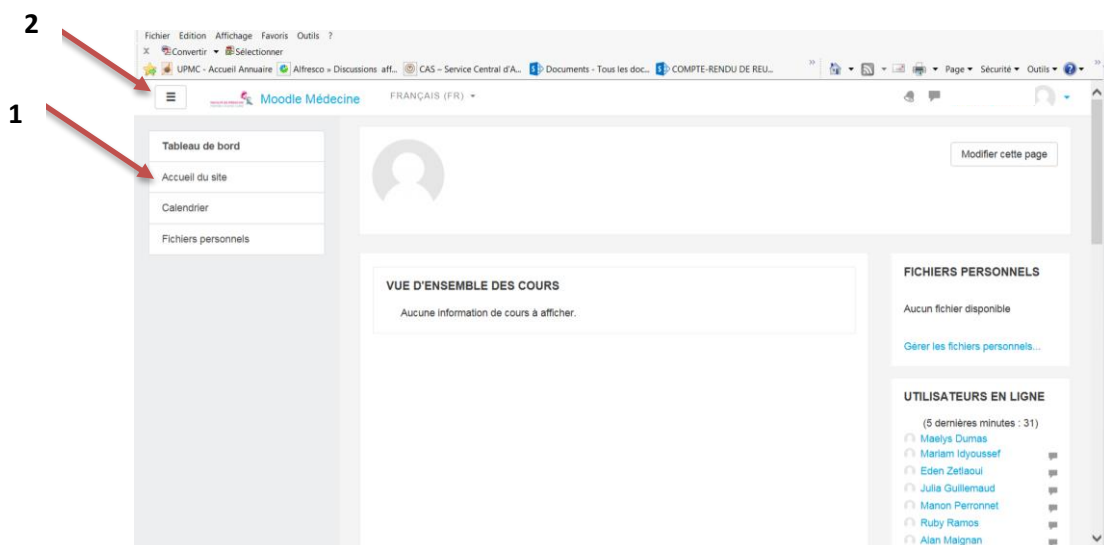 2
1
Fichier Edition Affichage Favoris Outils ?
X Convertir Sélectionner
UPMC - Accueil Annuaire Alfresco » Discussions aff... CAS – Service Central d'A... Documents - Tous les doc... COMPTE-RENDU DE REU... » Page Sécurité Outils »
Moodle Médecine FRANÇAIS (FR)
Tableau de bord
Accueil du site
Calendrier
Fichiers personnels
Modifier cette page
VUE D'ENSEMBLE DES COURS
Aucune information de cours à afficher.
FICHIERS PERSONNELS
Aucun fichier disponible
Gérer les fichiers personnels...
UTILISATEURS EN LIGNE
(5 dernières minutes : 31)
Maelys Dumas
Mariam Idyoussef
Eden Zetlaoui
Julia Guillemaud
Manon Perronnet
Ruby Ramos
Alan Maignan